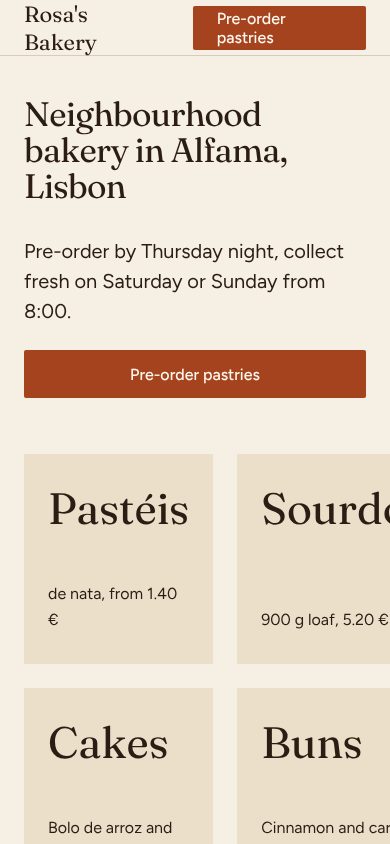 Rosa's
Bakery
Pre-order
pastries
Neighbourhood
bakery in Alfama,
Lisbon
Pre-order by Thursday night, collect
fresh on Saturday or Sunday from
8:00.
Pre-order pastries
Pastéis
de nata, from 1.40
€
900 g loaf, 5.20 €
Cakes
Bolo de arroz and
Buns
Cinnamon and